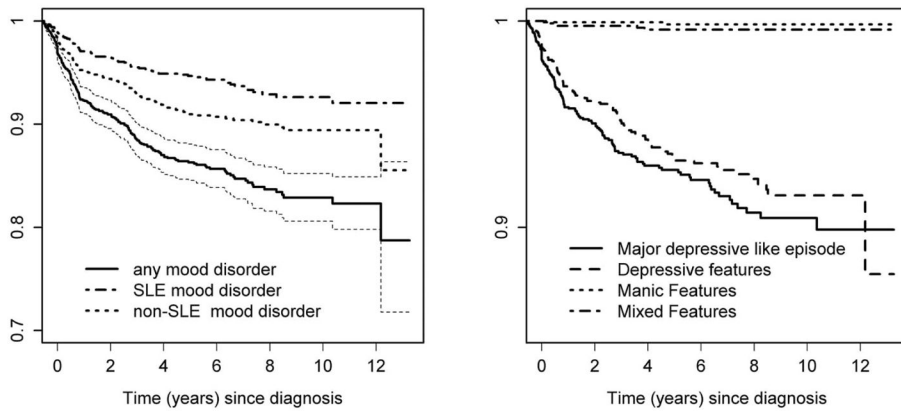 1
0.9
0.8
0.7
any mood disorder
SLE mood disorder
non-SLE mood disorder
0 2 4 6 8 10 12
Time (years) since diagnosis
1
0.9
Major depressive like episode
Depressive features
Manic Features
Mixed Features
0 2 4 6 8 10 12
Time (years) since diagnosis